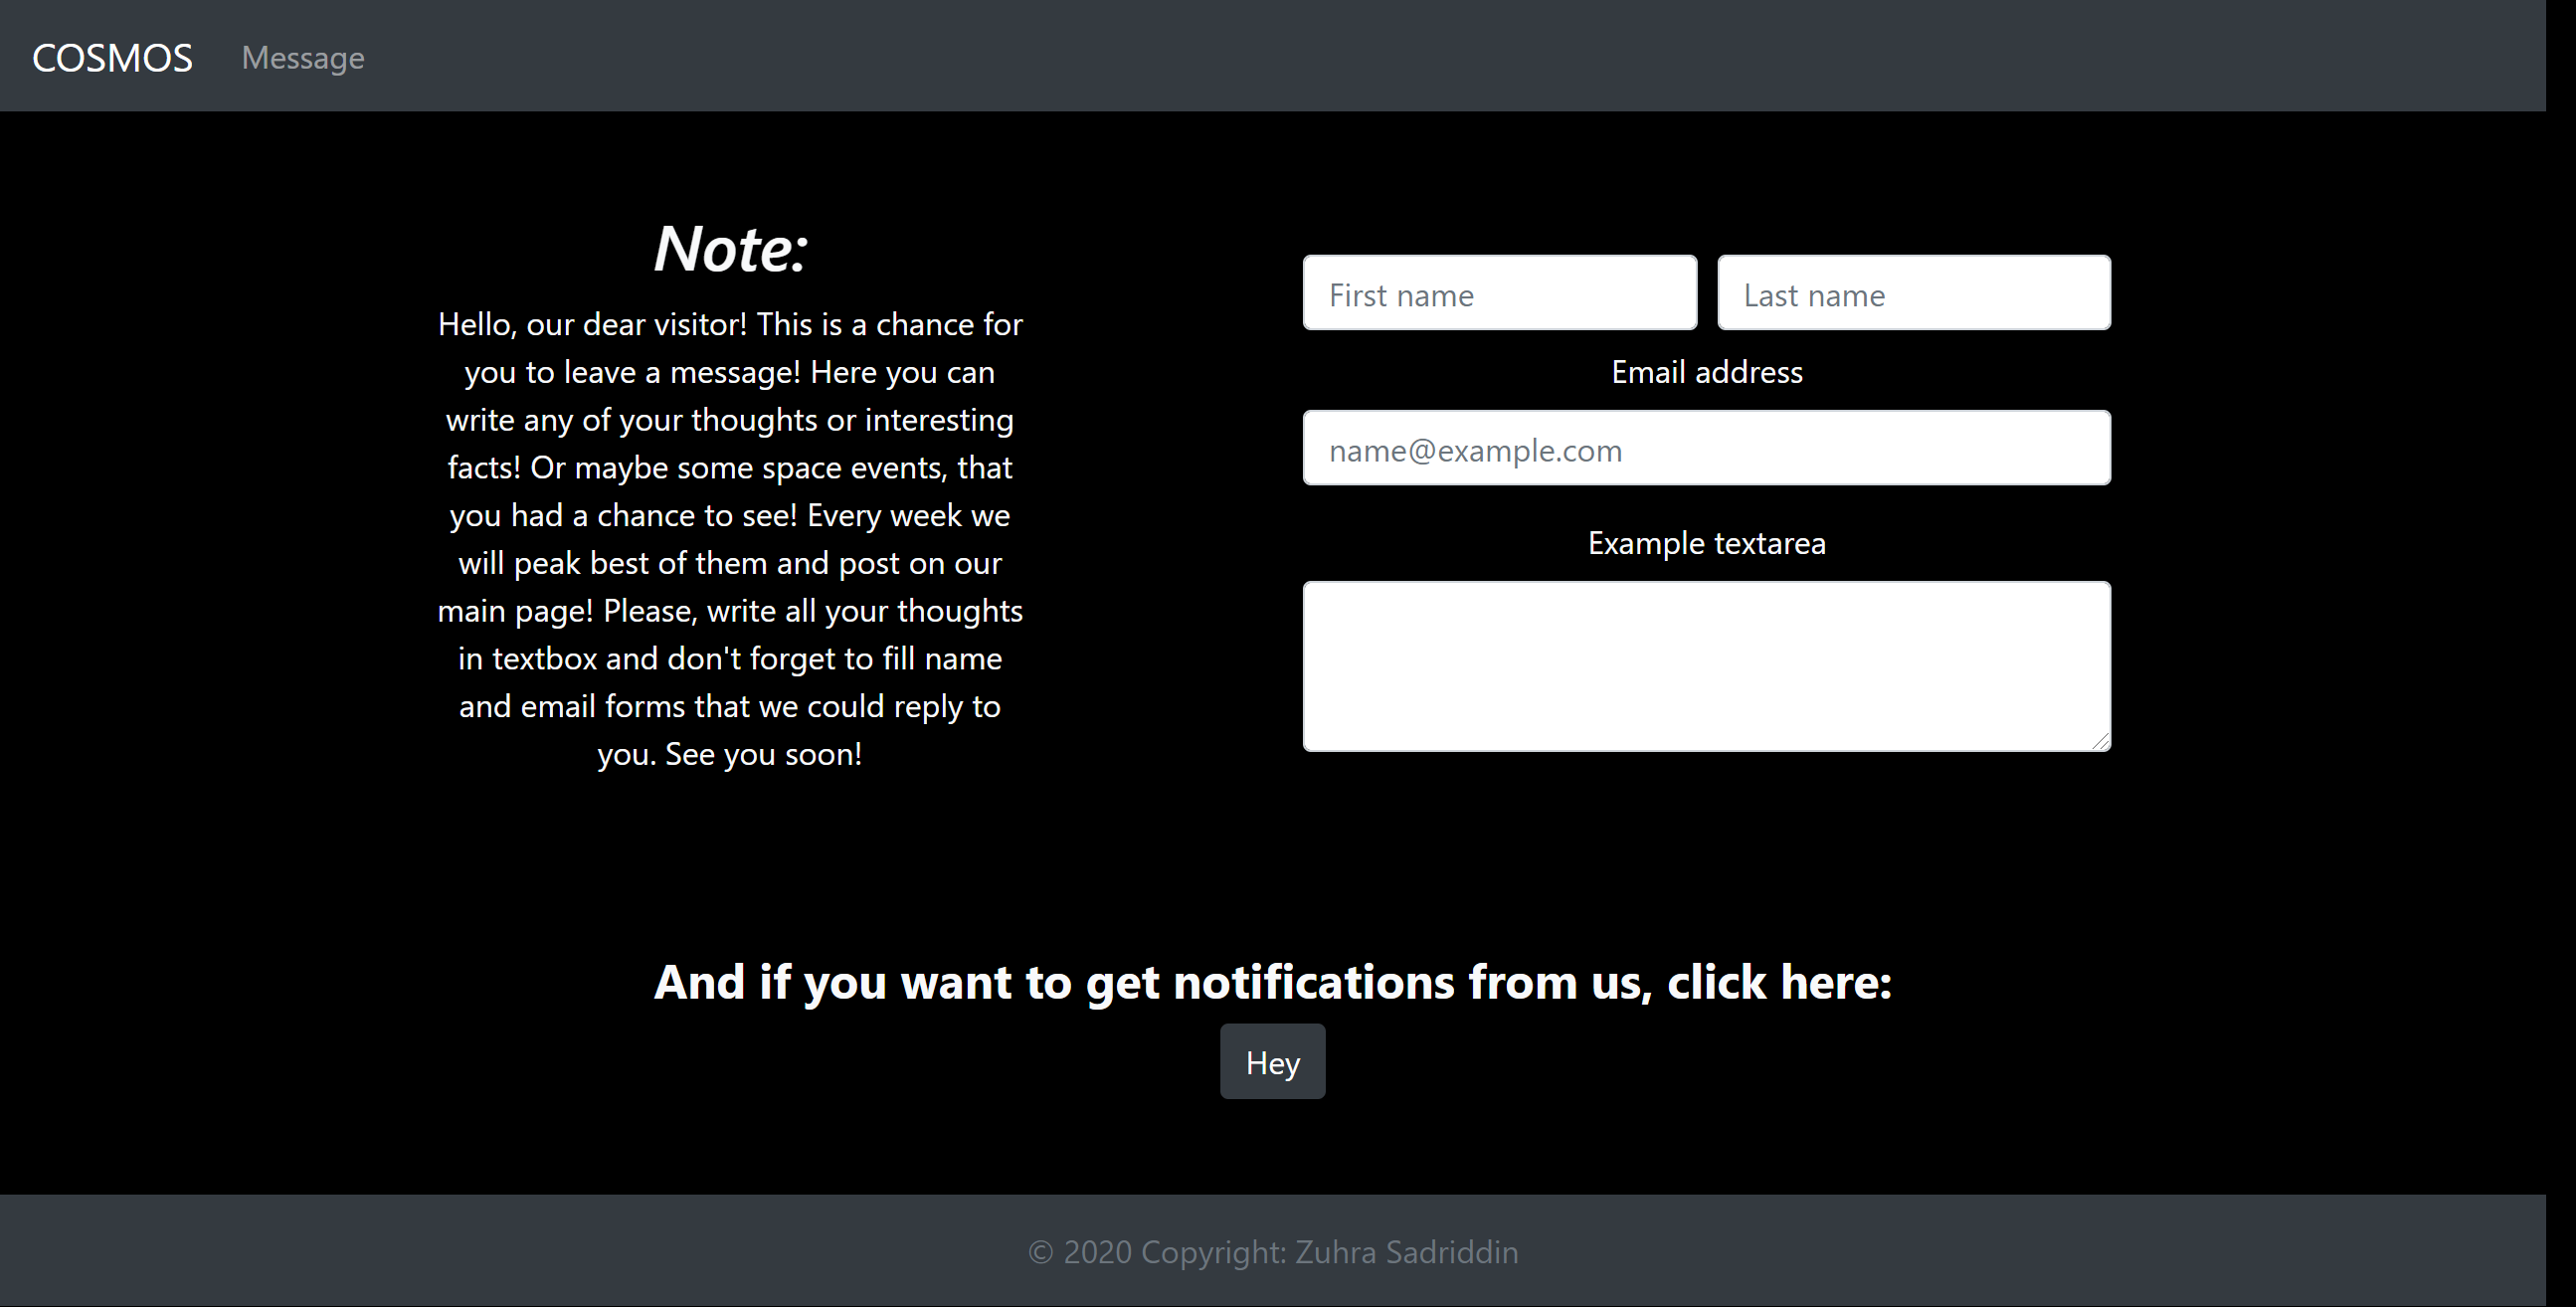 COSMOS Message
Note:
Hello, our dear visitor! This is a chance for
you to leave a message! Here you can
write any of your thoughts or interesting
facts! Or maybe some space events, that
you had a chance to see! Every week we
will peak best of them and post on our
main page! Please, write all your thoughts
in textbox and don't forget to fill name
and email forms that we could reply to
you. See you soon!
First name Last name
Email address
name@example.com
Example textarea
And if you want to get notifications from us, click here:
Hey
© 2020 Copyright: Zuhra Sadriddin